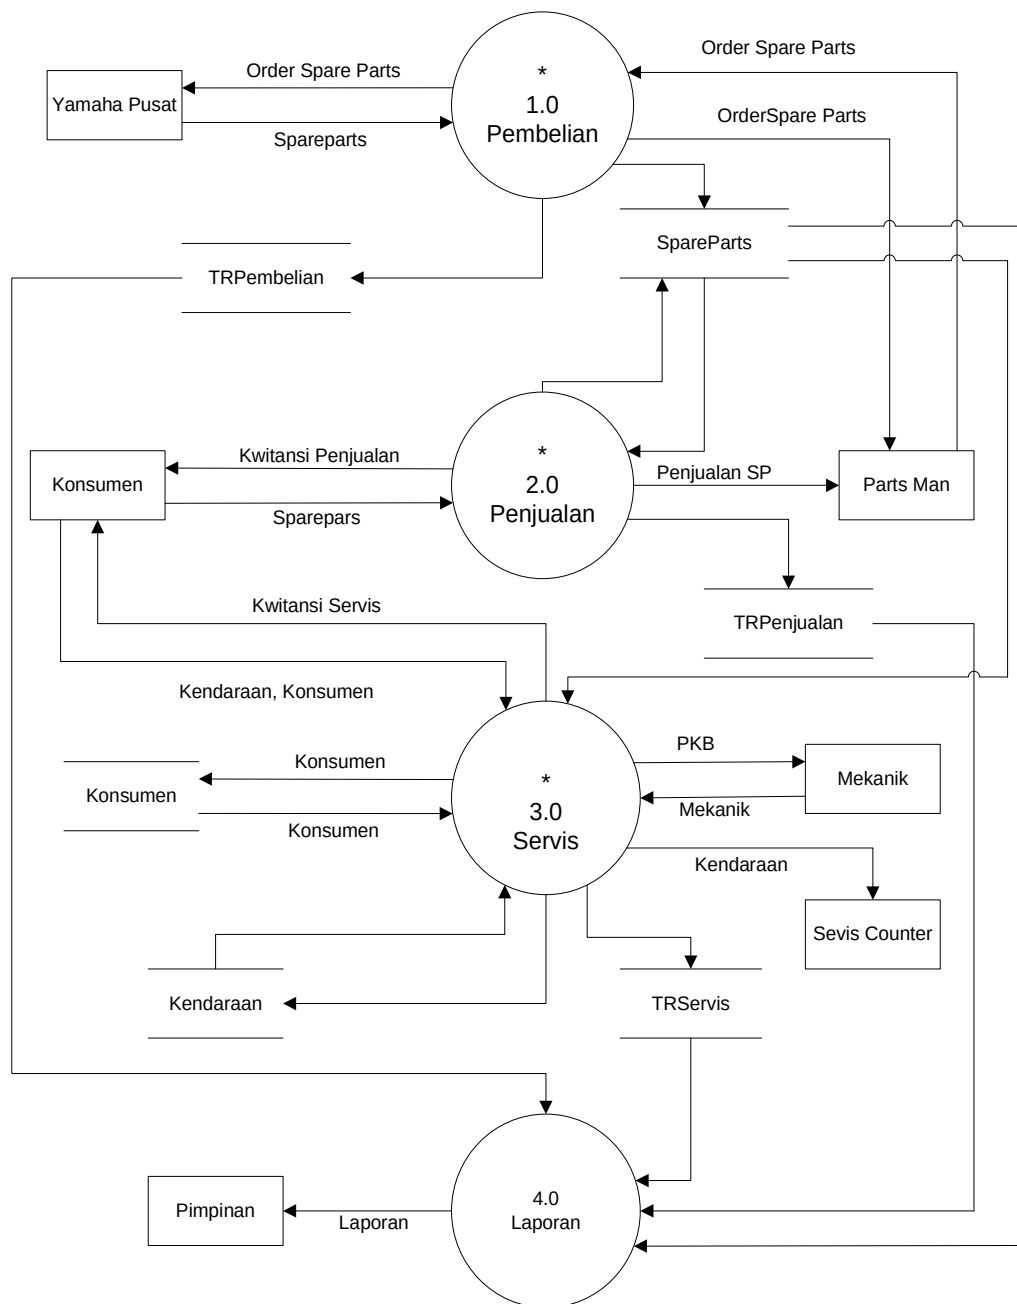 Order Spare Parts
Order Spare Parts
*
1.0
Pembelian
Yamaha Pusat
OrderSpare Parts
Spareparts
SpareParts
TRPembelian
Kwitansi Penjualan
*
2.0
Penjualan
Penjualan SP
Konsumen
Parts Man
Sparepars
Kwitansi Servis
TRPenjualan
Kendaraan, Konsumen
PKB
Konsumen
Konsumen
*
3.0
Servis
Mekanik
Mekanik
Konsumen
Kendaraan
Sevis Counter
Kendaraan
TRServis
4.0
Laporan
Pimpinan
Laporan